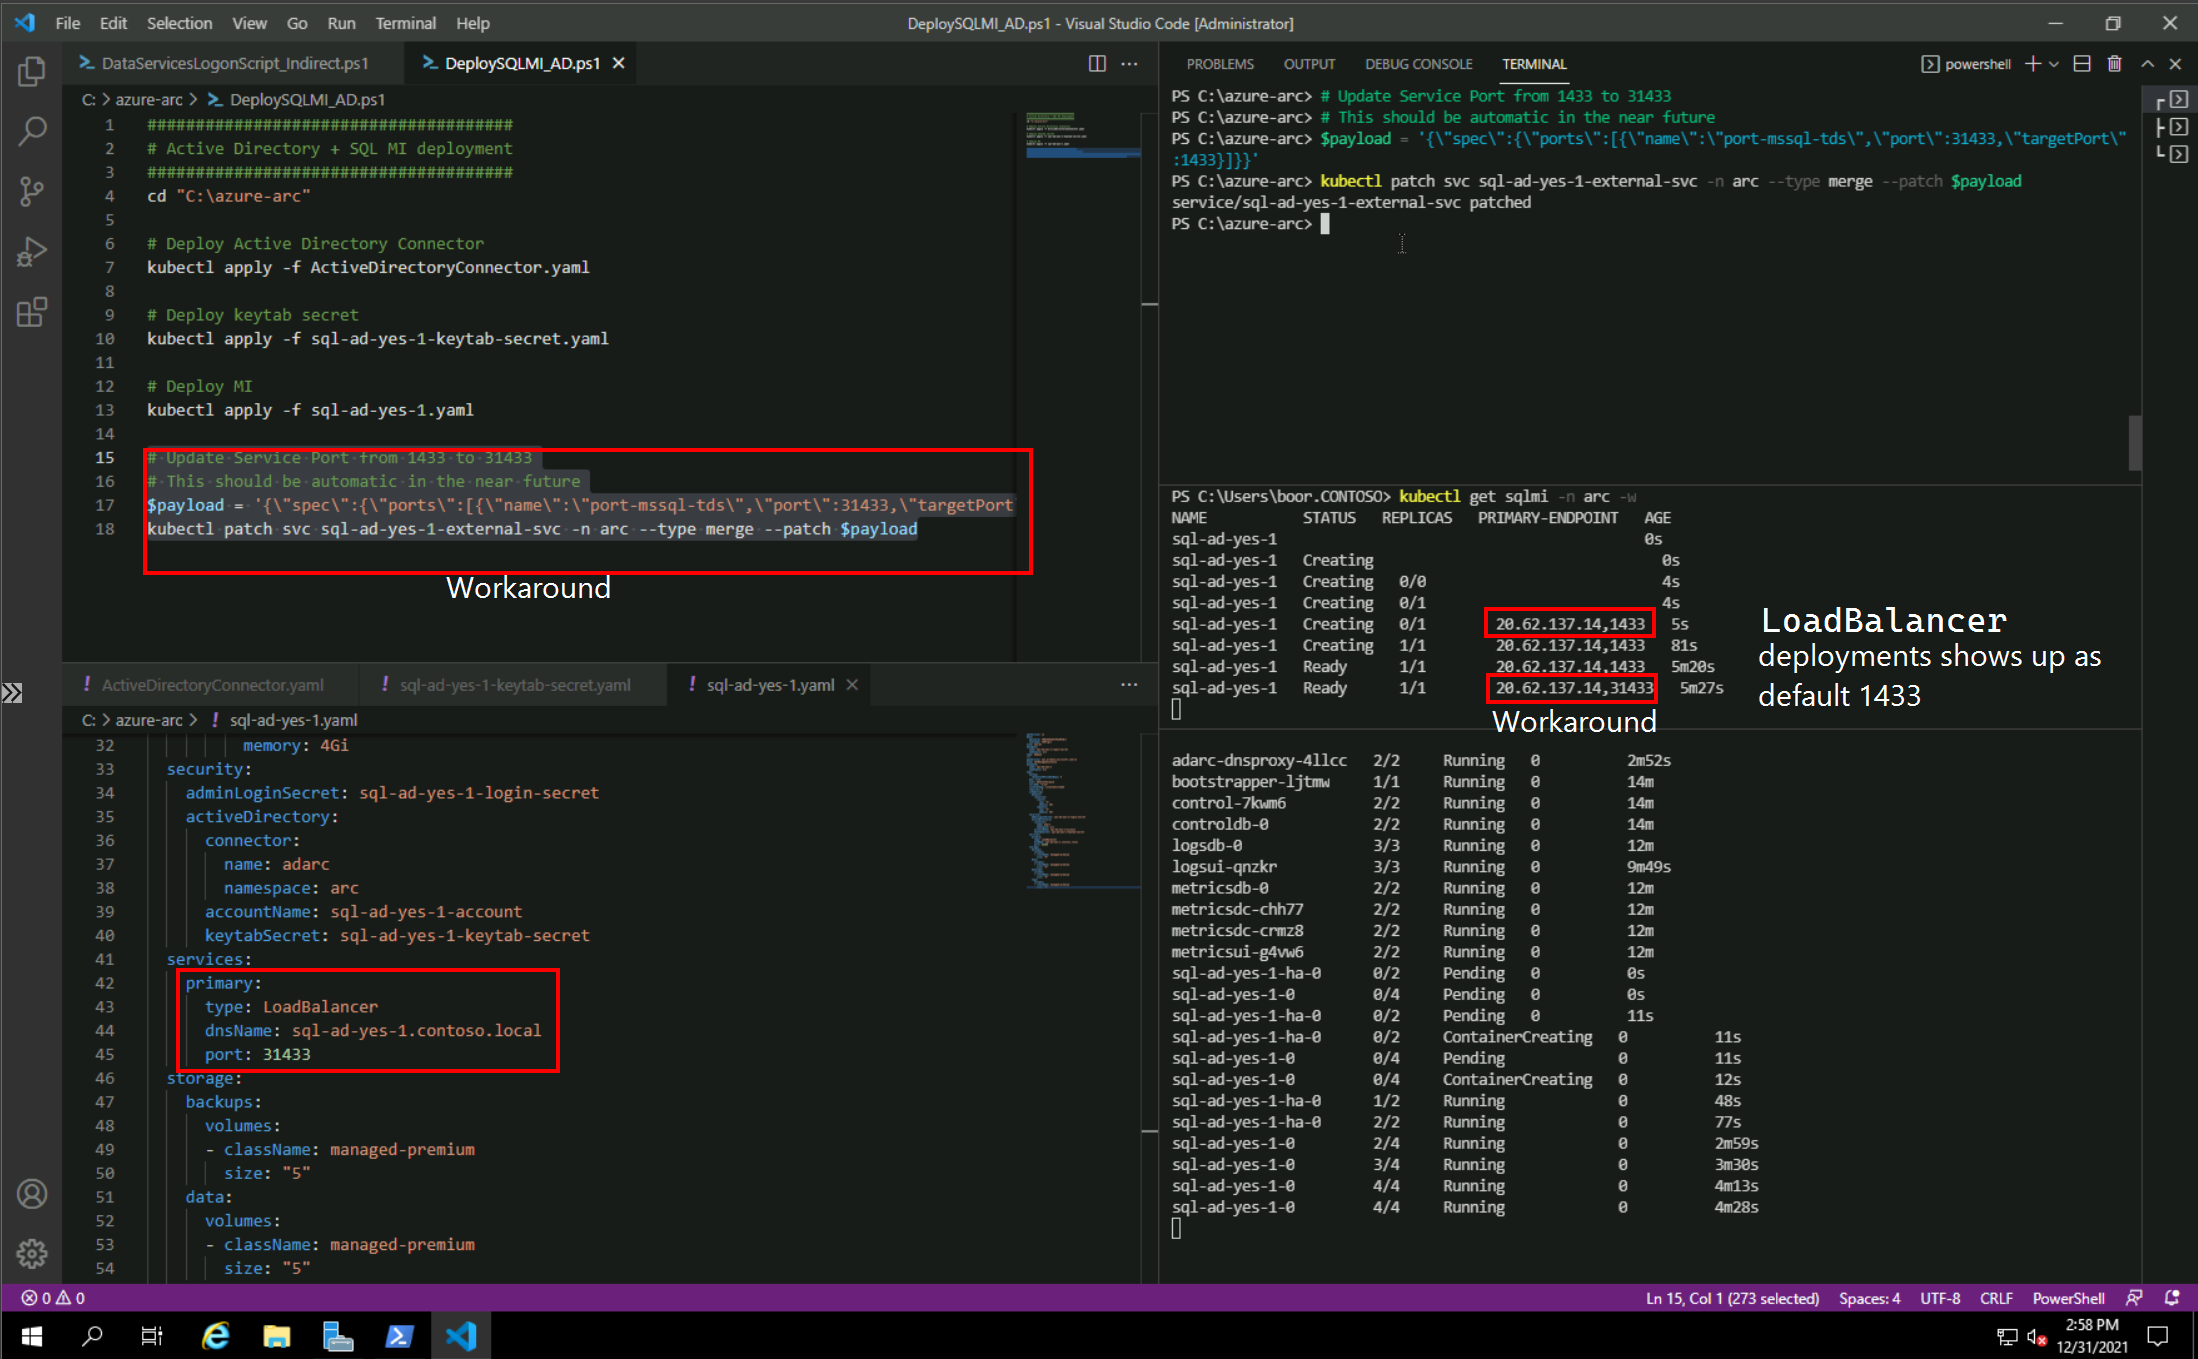 File Edit Selection View Go Run Terminal Help
DeploySQLMI_AD.ps1 - Visual Studio Code [Administrator]
DataServicesLogonScript_Indirect.ps1
DeploySQLMI_AD.ps1
C: > azure-arc > DeploySQLMI_AD.ps1
1 ######################################
2 # Active Directory + SQL MI deployment
3 ######################################
4 cd "C:\azure-arc"
5
6 # Deploy Active Directory Connector
7 kubectl apply -f ActiveDirectoryConnector.yaml
8
9 # Deploy keytab secret
10 kubectl apply -f sql-ad-yes-1-keytab-secret.yaml
11
12 # Deploy MI
13 kubectl apply -f sql-ad-yes-1.yaml
14
15 # Update Service Port from 1433 to 31433
16 # This should be automatic in the near future
17 $payload = '{\"spec\":{\"ports\":[{\"name\":\"port-mssql-tds\",\"port\":31433,\"targetPort
18 kubectl patch svc sql-ad-yes-1-external-svc -n arc --type merge --patch $payload
Workaround
ActiveDirectoryConnector.yaml
sql-ad-yes-1-keytab-secret.yaml
sql-ad-yes-1.yaml
C: > azure-arc > ! sql-ad-yes-1.yaml
32 memory: 4Gi
33 security:
34 adminLoginSecret: sql-ad-yes-1-login-secret
35 activeDirectory:
36 connector:
37 name: adarc
38 namespace: arc
39 accountName: sql-ad-yes-1-account
40 keytabSecret: sql-ad-yes-1-keytab-secret
41 services:
42 primary:
43 type: LoadBalancer
44 dnsName: sql-ad-yes-1.contoso.local
45 port: 31433
46 storage:
47 backups:
48 volumes:
49 - className: managed-premium
50 size: "5"
51 data:
52 volumes:
53 - className: managed-premium
54 size: "5"
PROBLEMS OUTPUT DEBUG CONSOLE TERMINAL
powershell
PS C:\azure-arc> # Update Service Port from 1433 to 31433
PS C:\azure-arc> # This should be automatic in the near future
PS C:\azure-arc> $payload = '{\"spec\":{\"ports\":[{\"name\":\"port-mssql-tds\",\"port\":31433,\"targetPort\"
:1433}]}}'
PS C:\azure-arc> kubectl patch svc sql-ad-yes-1-external-svc -n arc --type merge --patch $payload
service/sql-ad-yes-1-external-svc patched
PS C:\azure-arc>
PS C:\Users\boor.CONTOSO> kubectl get sqlmi -n arc -w
NAME STATUS REPLICAS PRIMARY-ENDPOINT AGE
sql-ad-yes-1 0s
sql-ad-yes-1 Creating 0s
sql-ad-yes-1 Creating 0/0 4s
sql-ad-yes-1 Creating 0/1 4s
sql-ad-yes-1 Creating 0/1 20.62.137.14,1433 5s
sql-ad-yes-1 Creating 1/1 20.62.137.14,1433 81s
sql-ad-yes-1 Ready 1/1 20.62.137.14,1433 5m20s
sql-ad-yes-1 Ready 1/1 20.62.137.14,31433 5m27s
Workaround
LoadBalancer
deployments shows up as
default 1433
adarc-dnsproxy-4llcc 2/2 Running 0 2m52s
bootstrapper-ljtmw 1/1 Running 0 14m
control-7kwm6 2/2 Running 0 14m
controldb-0 2/2 Running 0 14m
logsdb-0 3/3 Running 0 12m
logsui-qnzkr 3/3 Running 0 9m49s
metricsdb-0 2/2 Running 0 12m
metricsdc-chh77 2/2 Running 0 12m
metricsdc-crmz8 2/2 Running 0 12m
metricsui-g4vw6 2/2 Running 0 12m
sql-ad-yes-1-ha-0 0/2 Pending 0 0s
sql-ad-yes-1-0 0/4 Pending 0 0s
sql-ad-yes-1-ha-0 0/2 Pending 0 11s
sql-ad-yes-1-ha-0 0/2 ContainerCreating 0 11s
sql-ad-yes-1-0 0/4 Pending 0 11s
sql-ad-yes-1-0 0/4 ContainerCreating 0 12s
sql-ad-yes-1-ha-0 1/2 Running 0 48s
sql-ad-yes-1-ha-0 2/2 Running 0 77s
sql-ad-yes-1-0 2/4 Running 0 2m59s
sql-ad-yes-1-0 3/4 Running 0 3m30s
sql-ad-yes-1-0 4/4 Running 0 4m13s
sql-ad-yes-1-0 4/4 Running 0 4m28s
0 0
Ln 15, Col 1 (273 selected) Spaces: 4 UTF-8 CRLF PowerShell
2:58 PM
12/31/2021